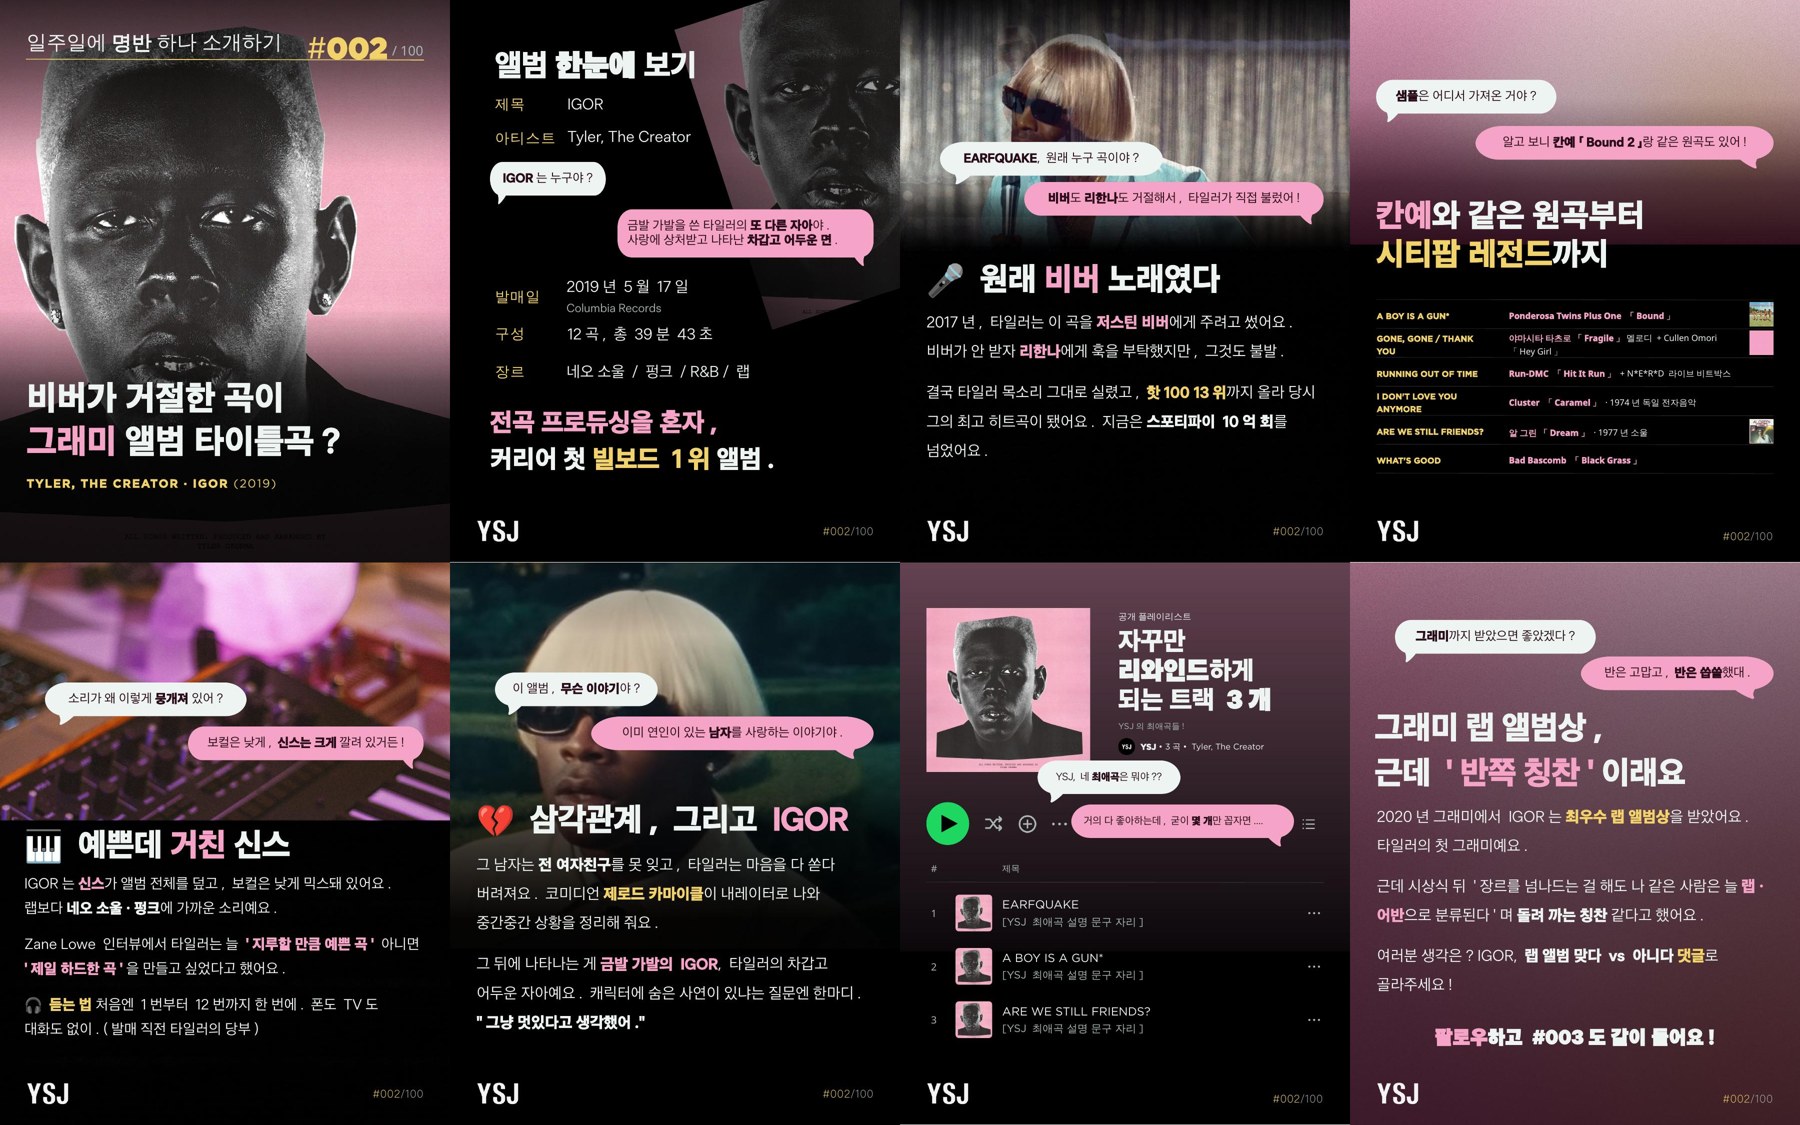 일주일에 명반 하나 소개하기 #002 / 100
비버가 거절한 곡이
그래미 앨범 타이틀곡 ?
TYLER, THE CREATOR · IGOR (2019)
앨범 한눈에 보기
제목 IGOR
아티스트 Tyler, The Creator
IGOR 는 누구야 ?
금발 가발을 쓴 타일러의 또 다른 자아야 .
사랑에 상처받고 나타난 차갑고 어두운 면 .
발매일 2019 년 5 월 17 일
Columbia Records
구성 12 곡 , 총 39 분 43 초
장르 네오 소울 / 펑크 / R&B / 랩
전곡 프로듀싱을 혼자 ,
커리어 첫 빌보드 1 위 앨범 .
YSJ #002/100
EARFQUAKE, 원래 누구 곡이야 ?
비버도 리한나도 거절해서 , 타일러가 직접 불렀어 !
🎤 원래 비버 노래였다
2017 년 , 타일러는 이 곡을 저스틴 비버에게 주려고 썼어요 .
비버가 안 받자 리한나에게 훅을 부탁했지만 , 그것도 불발 .
결국 타일러 목소리 그대로 실렸고 , 핫 100 13 위까지 올라 당시
그의 최고 히트곡이 됐어요 . 지금은 스포티파이 10 억 회를
넘었어요 .
YSJ #002/100
샘플은 어디서 가져온 거야 ?
알고 보니 칸예「 Bound 2 」랑 같은 원곡도 있어 !
칸예와 같은 원곡부터
시티팝 레전드까지
A BOY IS A GUN* Ponderosa Twins Plus One 「 Bound 」
GONE, GONE / THANK YOU 야마시타 타츠로 「 Fragile 」 멜로디 + Cullen Omori
「 Hey Girl 」
RUNNING OUT OF TIME Run-DMC 「 Hit It Run 」 + N*E*R*D 라이브 비트박스
I DON'T LOVE YOU ANYMORE Cluster 「 Caramel 」 · 1974 년 독일 전자음악
ARE WE STILL FRIENDS? 알 그린 「 Dream 」 · 1977 년 소울
WHAT'S GOOD Bad Bascomb 「 Black Grass 」
YSJ #002/100
소리가 왜 이렇게 뭉개져 있어 ?
보컬은 낮게 , 신스는 크게 깔려 있거든 !
🎹 예쁜데 거친 신스
IGOR 는 신스가 앨범 전체를 덮고 , 보컬은 낮게 믹스돼 있어요 .
랩보다 네오 소울 · 펑크에 가까운 소리예요 .
Zane Lowe 인터뷰에서 타일러는 늘 ' 지루할 만큼 예쁜 곡 ' 아니면
' 제일 하드한 곡 ' 을 만들고 싶었다고 했어요 .
🎧 듣는 법 처음엔 1 번부터 12 번까지 한 번에 . 폰도 TV 도
대화도 없이 . ( 발매 직전 타일러의 당부 )
YSJ #002/100
이 앨범 , 무슨 이야기야 ?
이미 연인이 있는 남자를 사랑하는 이야기야 .
💔 삼각관계 , 그리고 IGOR
그 남자는 전 여자친구를 못 잊고 , 타일러는 마음을 다 쏟다
버려져요 . 코미디언 제로드 카마이클이 내레이터로 나와
중간중간 상황을 정리해 줘요 .
그 뒤에 나타나는 게 금발 가발의 IGOR, 타일러의 차갑고
어두운 자아예요 . 캐릭터에 숨은 사연이 있냐는 질문엔 한마디 .
" 그냥 멋있다고 생각했어 ."
YSJ #002/100
공개 플레이리스트
자꾸만
리와인드하게
되는 트랙 3 개
YSJ 의 최애곡들 !
YSJ YSJ • 3 곡 • Tyler, The Creator
YSJ, 네 최애곡은 뭐야 ??
거의 다 좋아하는데 , 굳이 몇 개만 꼽자면 ....
# 제목
1 EARFQUAKE
[YSJ 최애곡 설명 문구 자리 ]
2 A BOY IS A GUN*
[YSJ 최애곡 설명 문구 자리 ]
3 ARE WE STILL FRIENDS?
[YSJ 최애곡 설명 문구 자리 ]
YSJ #002/100
그래미까지 받았으면 좋았겠다 ?
반은 고맙고 , 반은 씁쓸했대 .
그래미 랩 앨범상 ,
근데 ' 반쪽 칭찬 ' 이래요
2020 년 그래미에서 IGOR 는 최우수 랩 앨범상을 받았어요 .
타일러의 첫 그래미예요 .
근데 시상식 뒤 ' 장르를 넘나드는 걸 해도 나 같은 사람은 늘 랩 ·
어반으로 분류된다 ' 며 돌려 까는 칭찬 같다고 했어요 .
여러분 생각은 ? IGOR, 랩 앨범 맞다 vs 아니다 댓글로
골라주세요 !
팔로우하고 #003 도 같이 들어요 !
YSJ #002/100